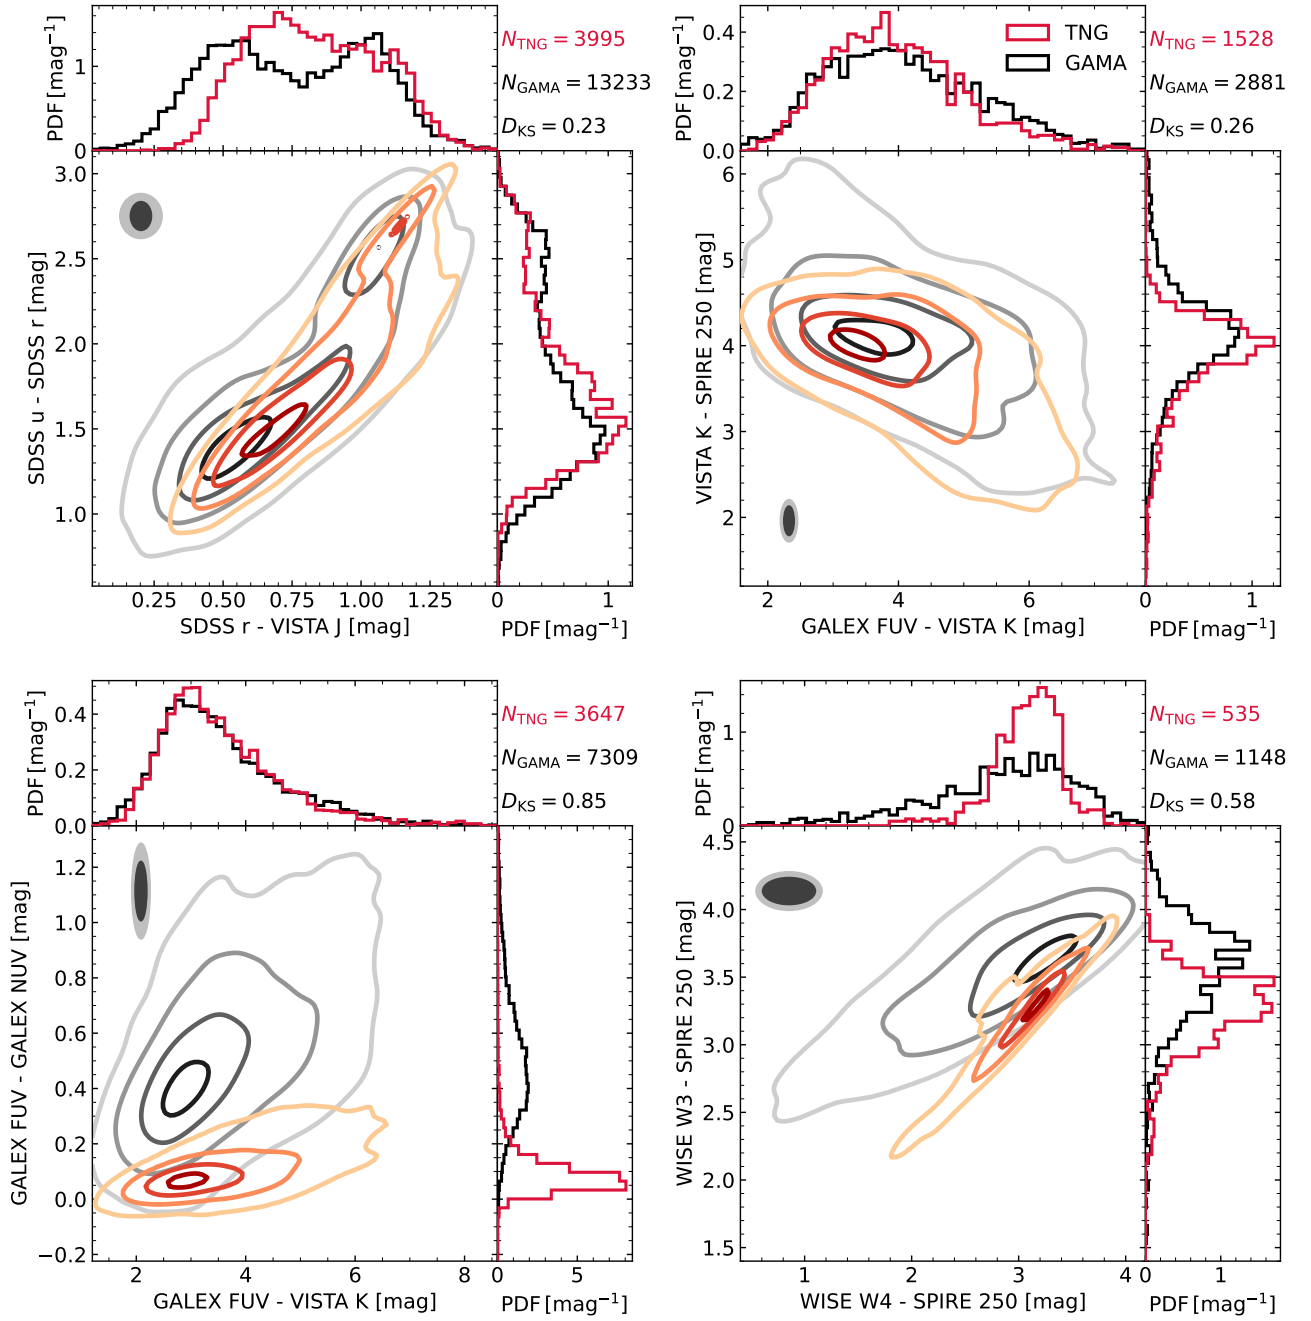 PDF [mag⁻¹]
1
0
N_TNG = 3995
N_GAMA = 13233
D_KS = 0.23
SDSS u - SDSS r [mag]
3.0
2.5
2.0
1.5
1.0
0.25 0.50 0.75 1.00 1.25
SDSS r - VISTA J [mag]
0 1
PDF [mag⁻¹]
PDF [mag⁻¹]
0.4
0.2
0.0
TNG
GAMA
N_TNG = 1528
N_GAMA = 2881
D_KS = 0.26
VISTA K - SPIRE 250 [mag]
6
5
4
3
2
2 4 6
GALEX FUV - VISTA K [mag]
0 1
PDF [mag⁻¹]
PDF [mag⁻¹]
0.4
0.2
0.0
N_TNG = 3647
N_GAMA = 7309
D_KS = 0.85
GALEX FUV - GALEX NUV [mag]
1.2
1.0
0.8
0.6
0.4
0.2
0.0
−0.2
2 4 6 8
GALEX FUV - VISTA K [mag]
0 5
PDF [mag⁻¹]
PDF [mag⁻¹]
1
0
N_TNG = 535
N_GAMA = 1148
D_KS = 0.58
WISE W3 - SPIRE 250 [mag]
4.5
4.0
3.5
3.0
2.5
2.0
1.5
1 2 3 4
WISE W4 - SPIRE 250 [mag]
0 1
PDF [mag⁻¹]